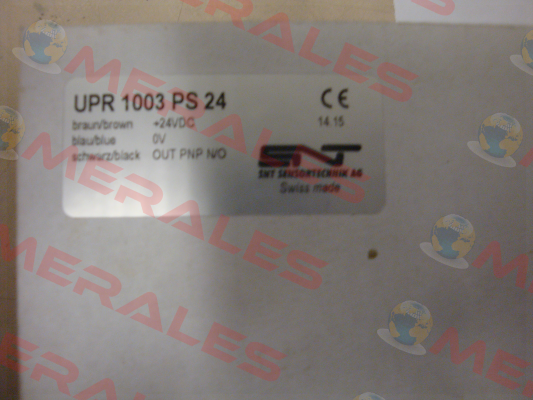 UPR 1003 PS 24
CE
braun/brown +24VDC
14.15
blau/blue 0V
schwarz/black OUT PNP N/O
SNT
SNT SENSORTECHNIK AG
Swiss made
MERALES
MERALES
MERALES
MERALES